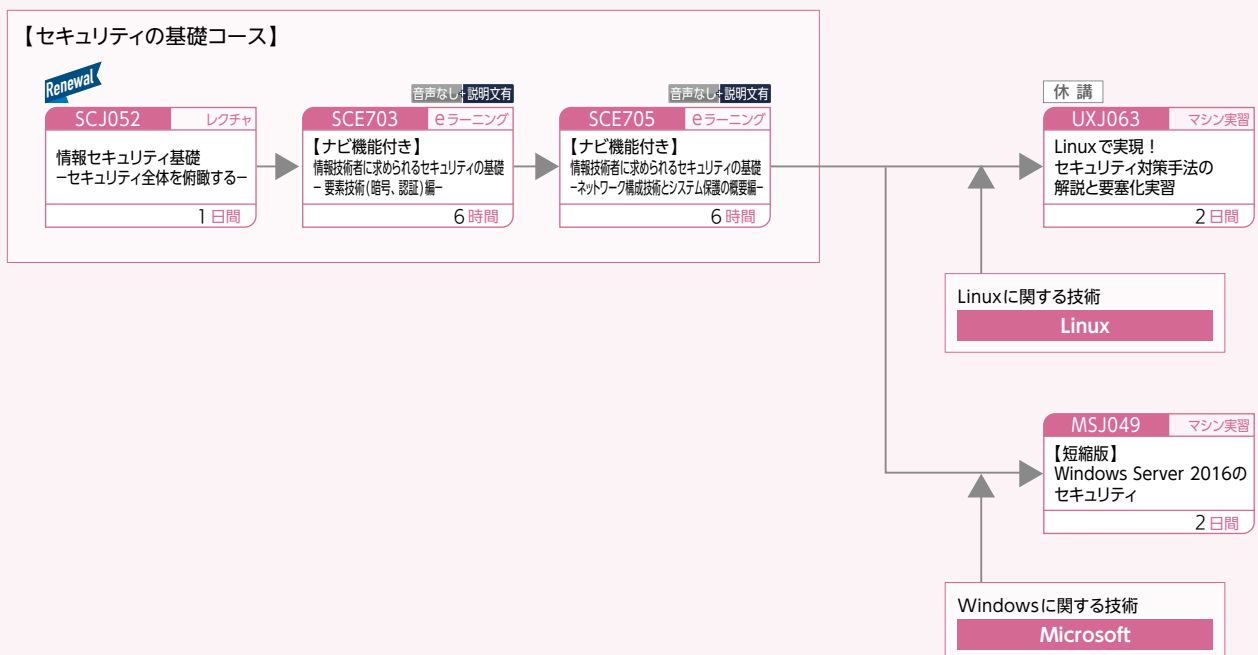 【セキュリティの基礎コース】
Renewal
SCJ052 レクチャ
情報セキュリティ基礎
−セキュリティ全体を俯瞰する−
1日間
音声なし+説明文有
SCE703 eラーニング
【ナビ機能付き】
情報技術者に求められるセキュリティの基礎
− 要素技術(暗号、認証)編−
6時間
音声なし+説明文有
SCE705 eラーニング
【ナビ機能付き】
情報技術者に求められるセキュリティの基礎
−ネットワーク構成技術とシステム保護の概要編−
6時間
休 講
UXJ063 マシン実習
Linuxで実現！
セキュリティ対策手法の
解説と要塞化実習
2日間
Linuxに関する技術
Linux
MSJ049 マシン実習
【短縮版】
Windows Server 2016の
セキュリティ
2日間
Windowsに関する技術
Microsoft